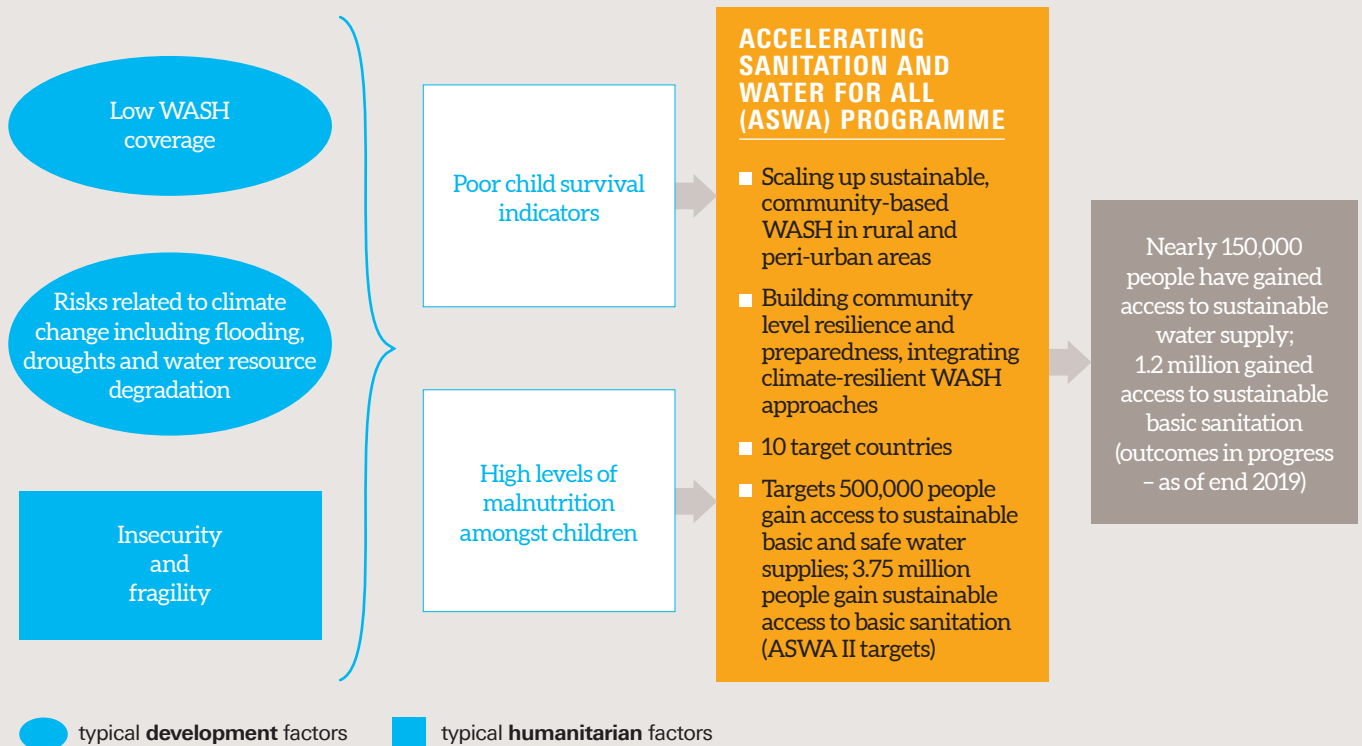 Low WASH
coverage
Risks related to climate
change including flooding,
droughts and water resource
degradation
Insecurity
and
fragility
Poor child survival
indicators
High levels of
malnutrition
amongst children
ACCELERATING
SANITATION AND
WATER FOR ALL
(ASWA) PROGRAMME
Scaling up sustainable,
community-based
WASH in rural and
peri-urban areas
Building community
level resilience and
preparedness, integrating
climate-resilient WASH
approaches
10 target countries
Targets 500,000 people
gain access to sustainable
basic and safe water
supplies; 3.75 million
people gain sustainable
access to basic sanitation
(ASWA II targets)
Nearly 150,000
people have gained
access to sustainable
water supply;
1.2 million gained
access to sustainable
basic sanitation
(outcomes in progress
– as of end 2019)
typical development factors
typical humanitarian factors